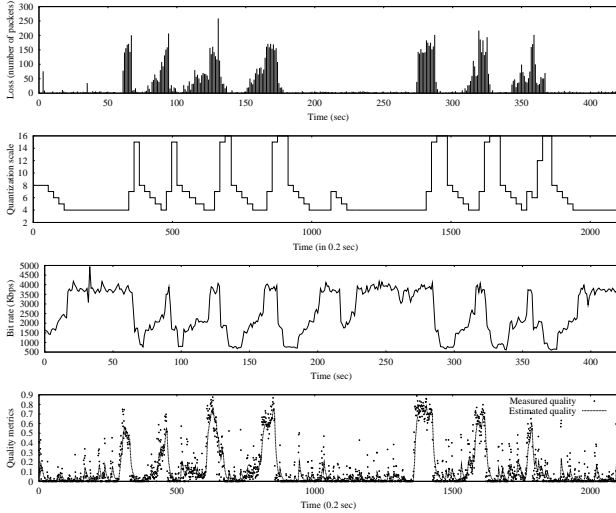 Loss (number of packets)
300
250
200
150
100
50
0
0 50 100 150 200 250 300 350 400
Time (sec)
Quantization scale
16
14
12
10
8
6
4
2
0 500 1000 1500 2000
Time (in 0.2 sec)
Bit rate (Kbps)
5000
4500
4000
3500
3000
2500
2000
1500
1000
500
0 50 100 150 200 250 300 350 400
Time (sec)
Quality metrics
0.9
0.8
0.7
0.6
0.5
0.4
0.3
0.2
0.1
0
Measured quality
Estimated quality
0 500 1000 1500 2000
Time (0.2 sec)